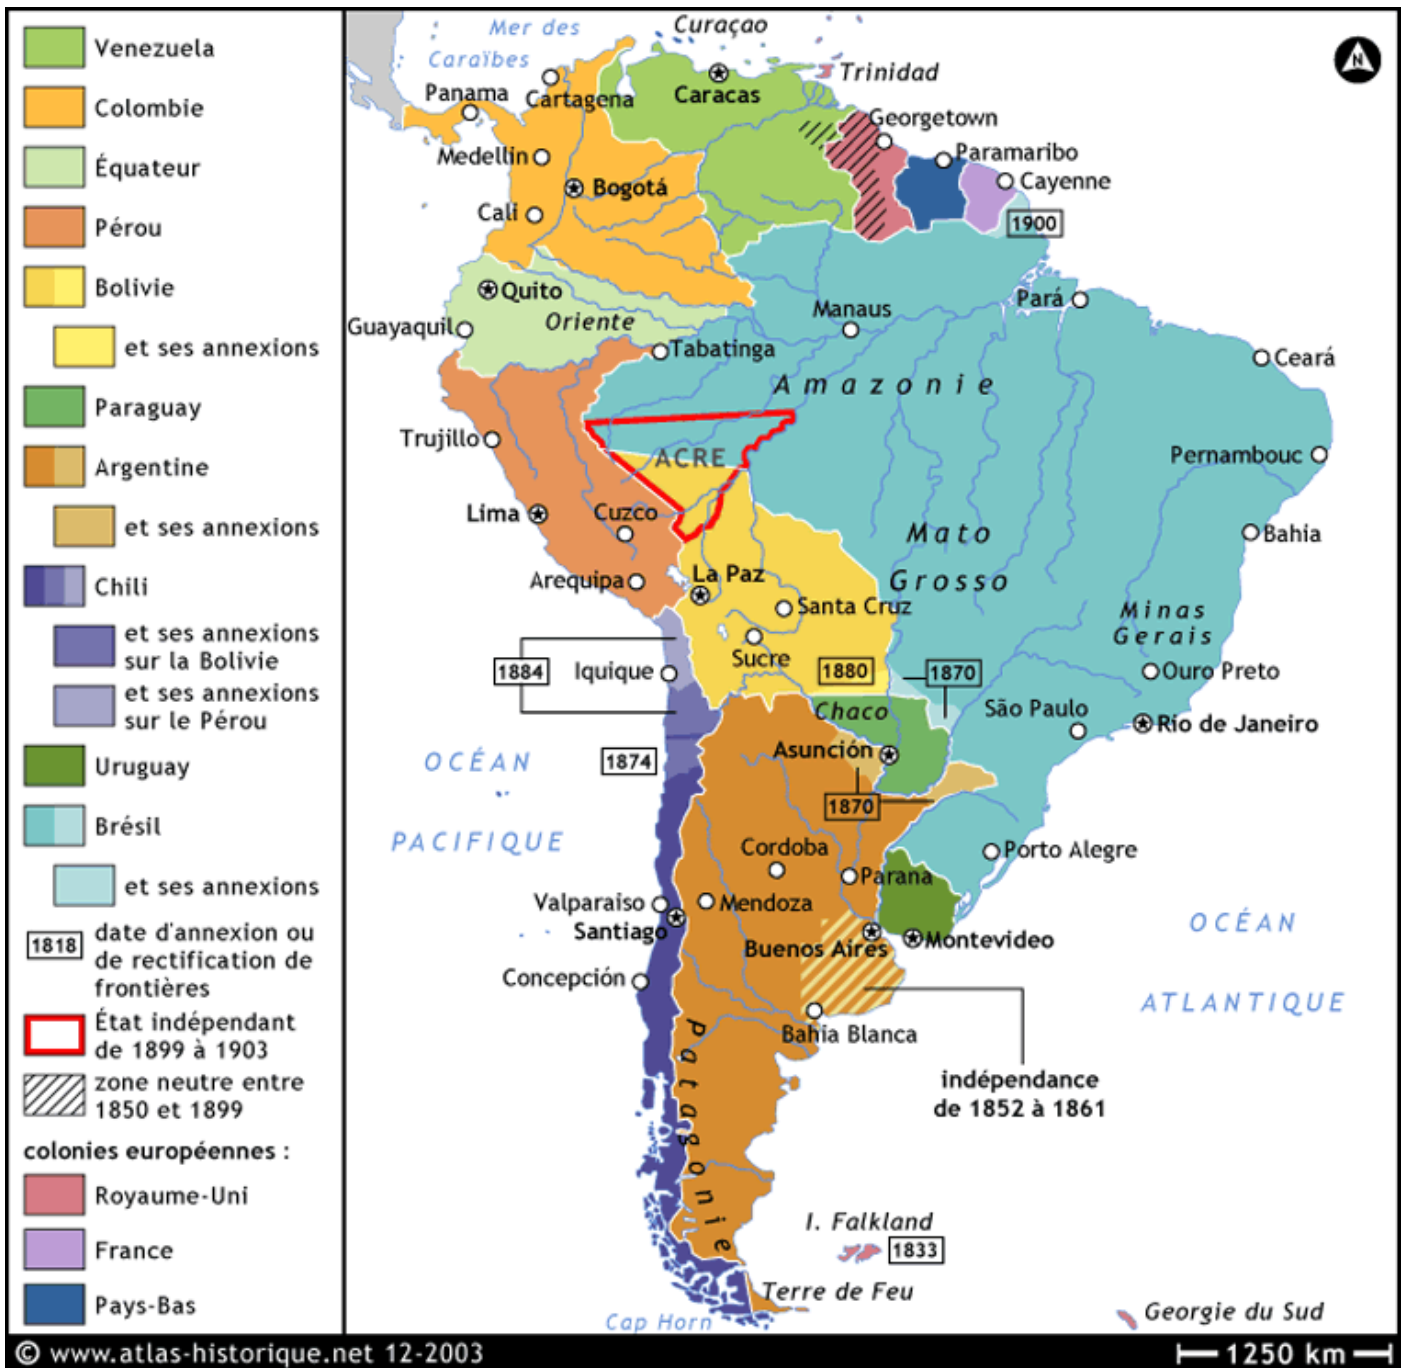 Venezuela
Colombie
Équateur
Pérou
Bolivie
et ses annexions
Paraguay
Argentine
et ses annexions
Chili
et ses annexions
sur la Bolivie
et ses annexions
sur le Pérou
Uruguay
Brésil
et ses annexions
1818
date d'annexion ou
de rectification de
frontières
État indépendant
de 1899 à 1903
zone neutre entre
1850 et 1899
colonies européennes :
Royaume-Uni
France
Pays-Bas
Mer des
Caraïbes
Curaçao
N
Trinidad
Panama
Cartagena
Caracas
Georgetown
Medellin
Paramaribo
Bogotá
Cayenne
Cali
1900
Quito
Pará
Manaus
Guayaquil
Oriente
Tabatinga
Ceará
Amazonie
Trujillo
ACRE
Pernambouc
Lima
Cuzco
Mato
Grosso
Bahia
Arequipa
La Paz
Santa Cruz
Minas
Gerais
Sucre
1884
Iquique
1880
1870
Ouro Preto
Chaco
São Paulo
Rio de Janeiro
OCÉAN
PACIFIQUE
1874
Asunción
1870
Cordoba
Porto Alegre
Parana
Valparaiso
Mendoza
Santiago
Buenos Aires
Montevideo
OCÉAN
ATLANTIQUE
Concepción
Bahia Blanca
Patagonie
indépendance
de 1852 à 1861
I. Falkland
1833
Terre de Feu
Cap Horn
Georgie du Sud
© www.atlas-historique.net 12-2003
1250 km